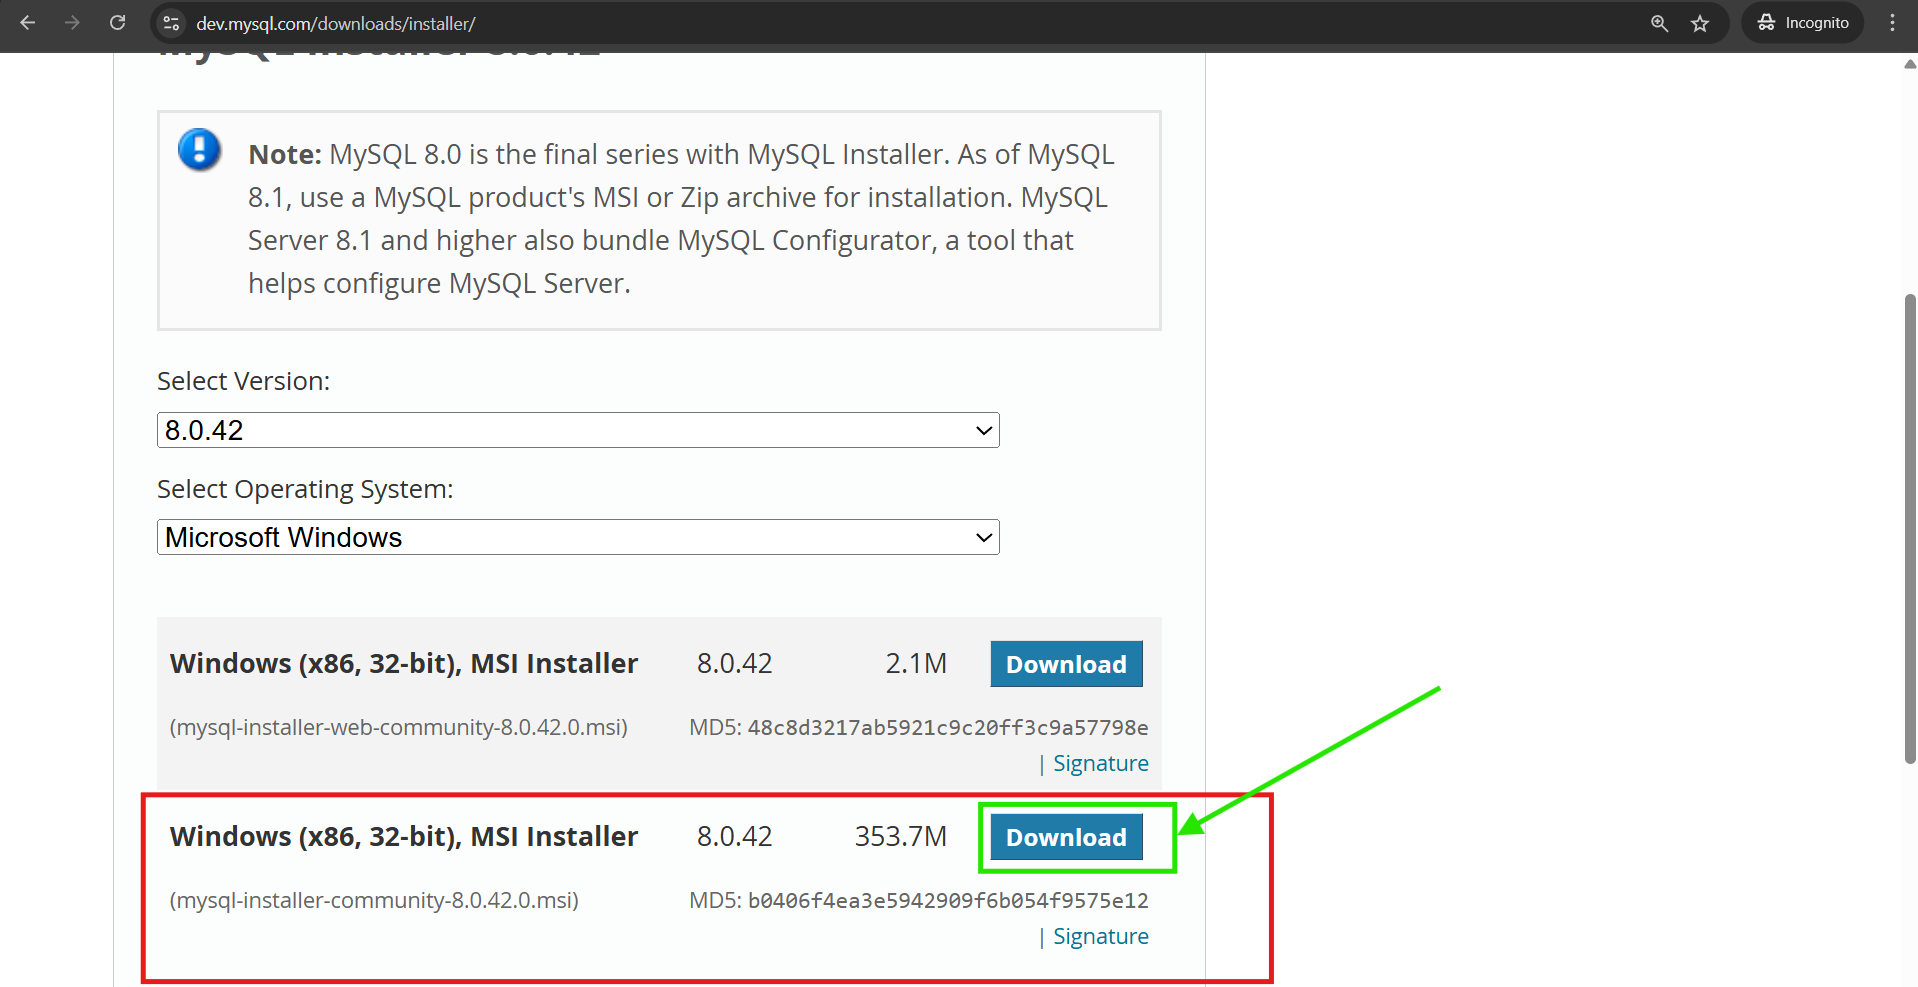 dev.mysql.com/downloads/installer/
Incognito
MySQL Installer 8.0.42
Note: MySQL 8.0 is the final series with MySQL Installer. As of MySQL
8.1, use a MySQL product's MSI or Zip archive for installation. MySQL
Server 8.1 and higher also bundle MySQL Configurator, a tool that
helps configure MySQL Server.
Select Version:
8.0.42
Select Operating System:
Microsoft Windows
Windows (x86, 32-bit), MSI Installer 8.0.42 2.1M Download
(mysql-installer-web-community-8.0.42.0.msi) MD5: 48c8d3217ab5921c9c20ff3c9a57798e
| Signature
Windows (x86, 32-bit), MSI Installer 8.0.42 353.7M Download
(mysql-installer-community-8.0.42.0.msi) MD5: b0406f4ea3e5942909f6b054f9575e12
| Signature